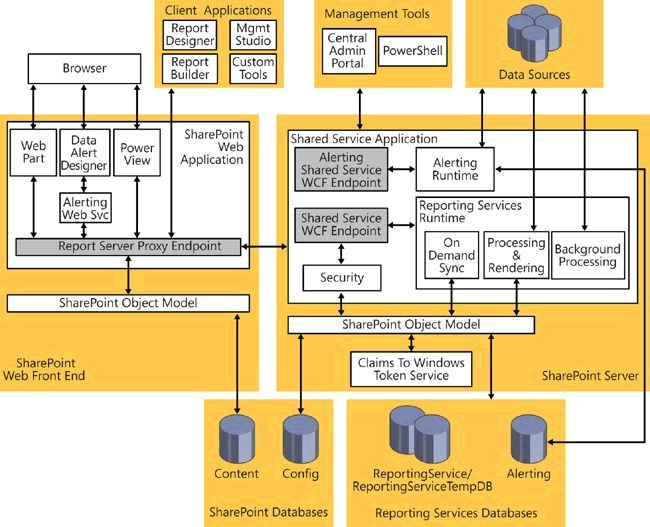 Client Applications
Report
Designer
Mgmt
Studio
Report
Builder
Custom
Tools
Management Tools
Central
Admin
Portal
PowerShell
Data Sources
Browser
SharePoint
Web
Application
Web
Part
Data
Alert
Designer
Power
View
Alerting
Web Svc
Report Server Proxy Endpoint
SharePoint Object Model
SharePoint
Web Front End
Shared Service Application
Alerting
Shared Service
WCF Endpoint
Alerting
Runtime
Shared Service
WCF Endpoint
Reporting Services
Runtime
On
Demand
Sync
Processing
&
Rendering
Background
Processing
Security
SharePoint Object Model
Claims To Windows
Token Service
SharePoint Server
Content
Config
SharePoint Databases
ReportingService/
ReportingServiceTempDB
Alerting
Reporting Services Databases